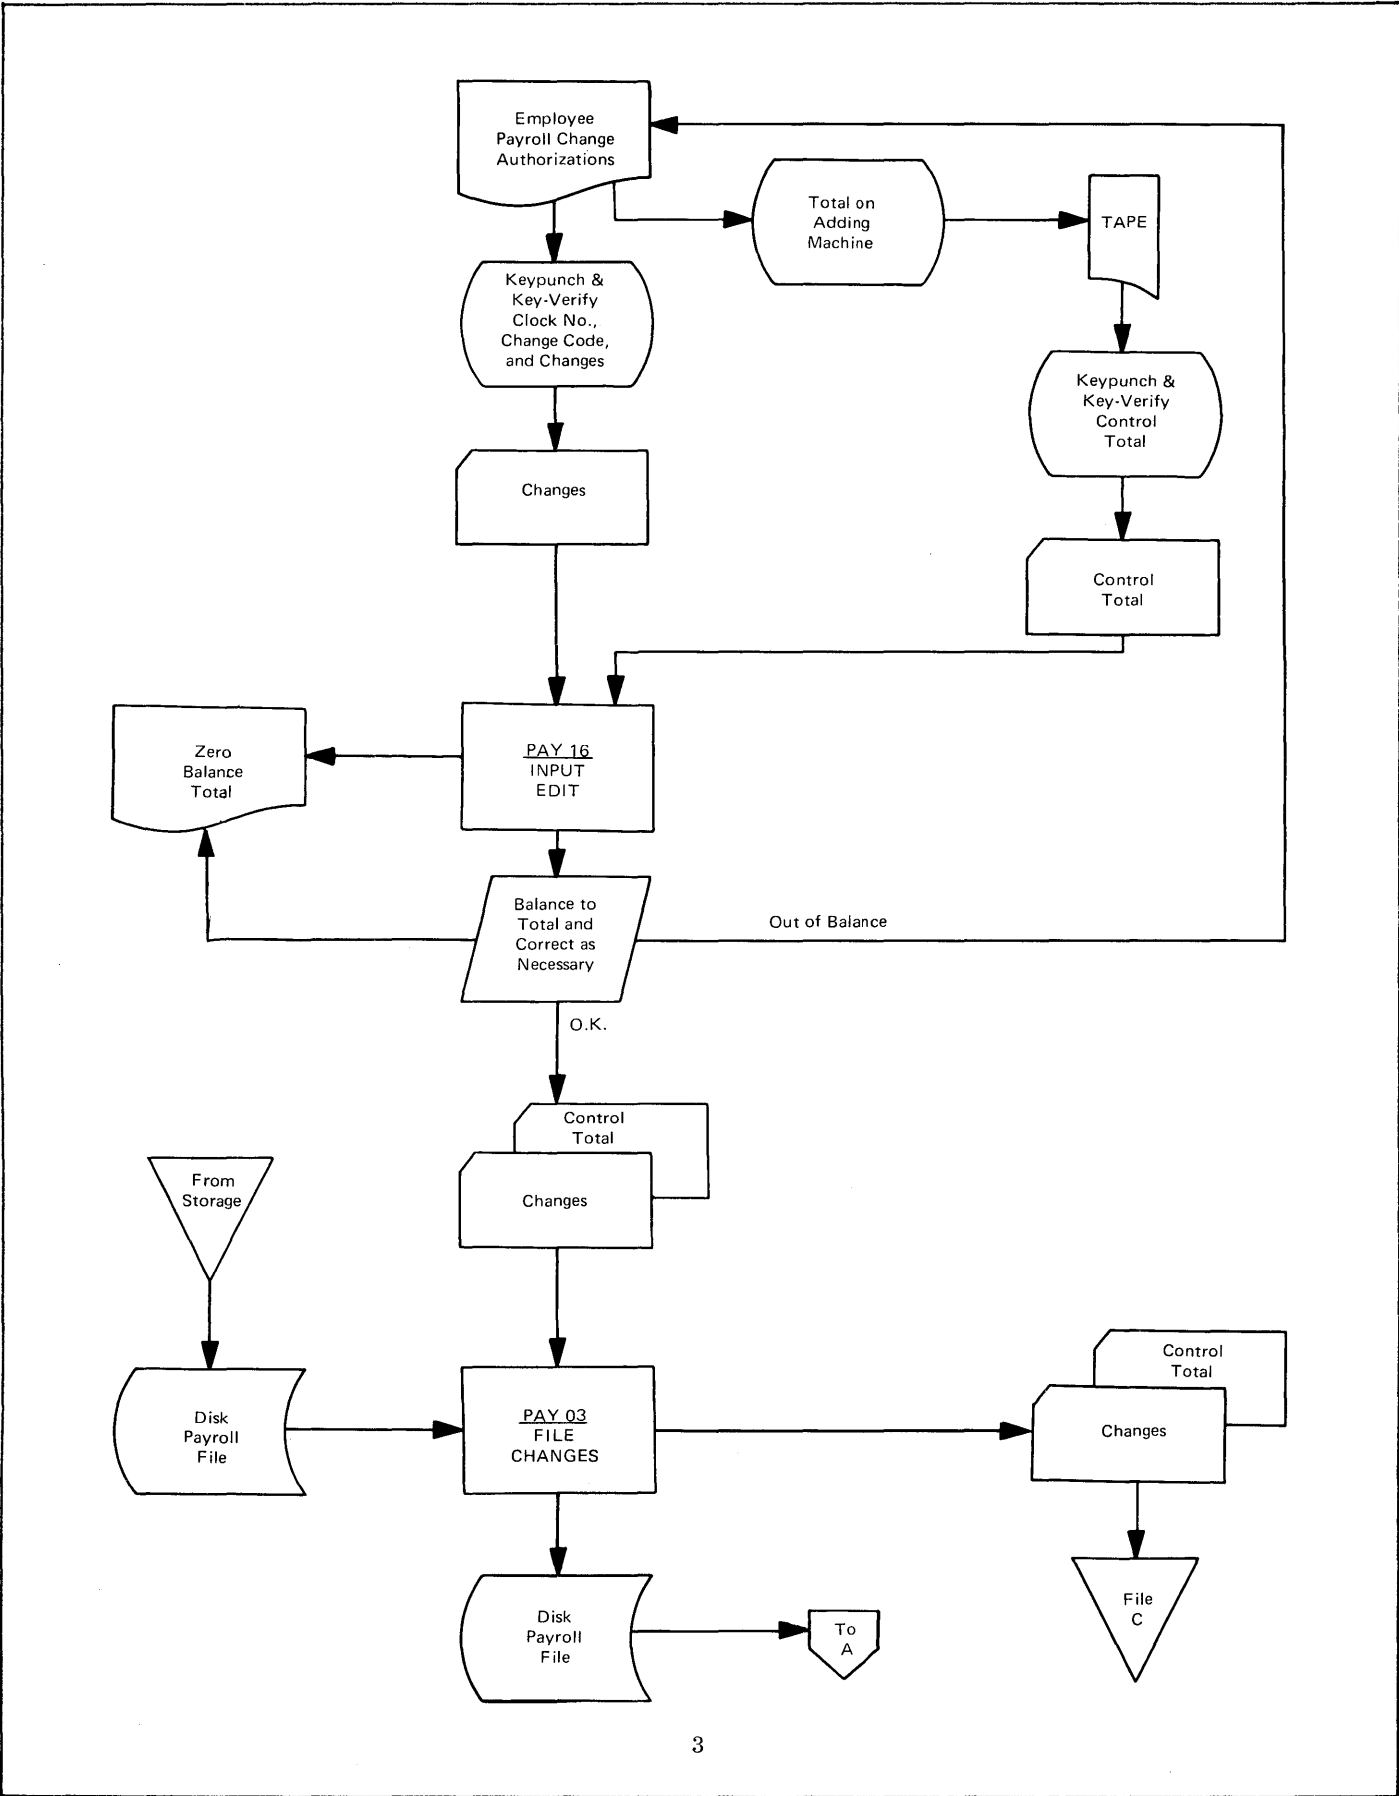 Employee
Payroll Change
Authorizations
Total on
Adding
Machine
TAPE
Keypunch &
Key-Verify
Clock No.,
Change Code,
and Changes
Keypunch &
Key-Verify
Control
Total
Changes
Control
Total
Zero
Balance
Total
PAY 16
INPUT
EDIT
Balance to
Total and
Correct as
Necessary
Out of Balance
O.K.
Control
Total
Changes
From
Storage
Disk
Payroll
File
PAY 03
FILE
CHANGES
Control
Total
Changes
Disk
Payroll
File
To
A
File
C
3